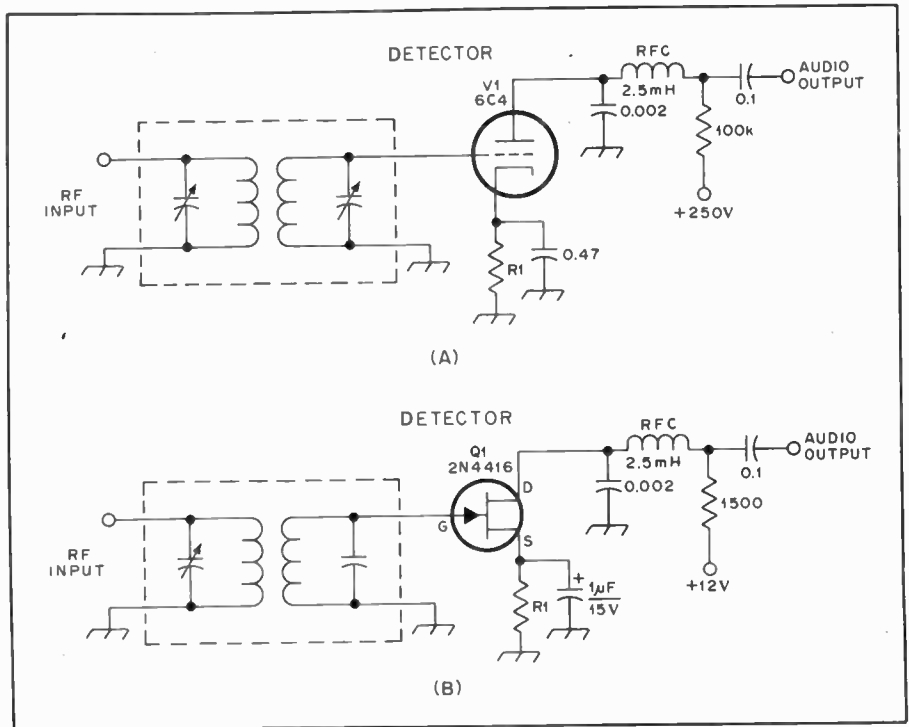 DETECTOR
V1
6C4
RFC
2.5mH
0.002
0.1
AUDIO
OUTPUT
100k
+250V
RF
INPUT
R1
0.47
(A)
DETECTOR
Q1
2N4416
G
D
S
RFC
2.5mH
0.002
0.1
AUDIO
OUTPUT
1500
+12V
RF
INPUT
R1
+
1µF
15V
(B)